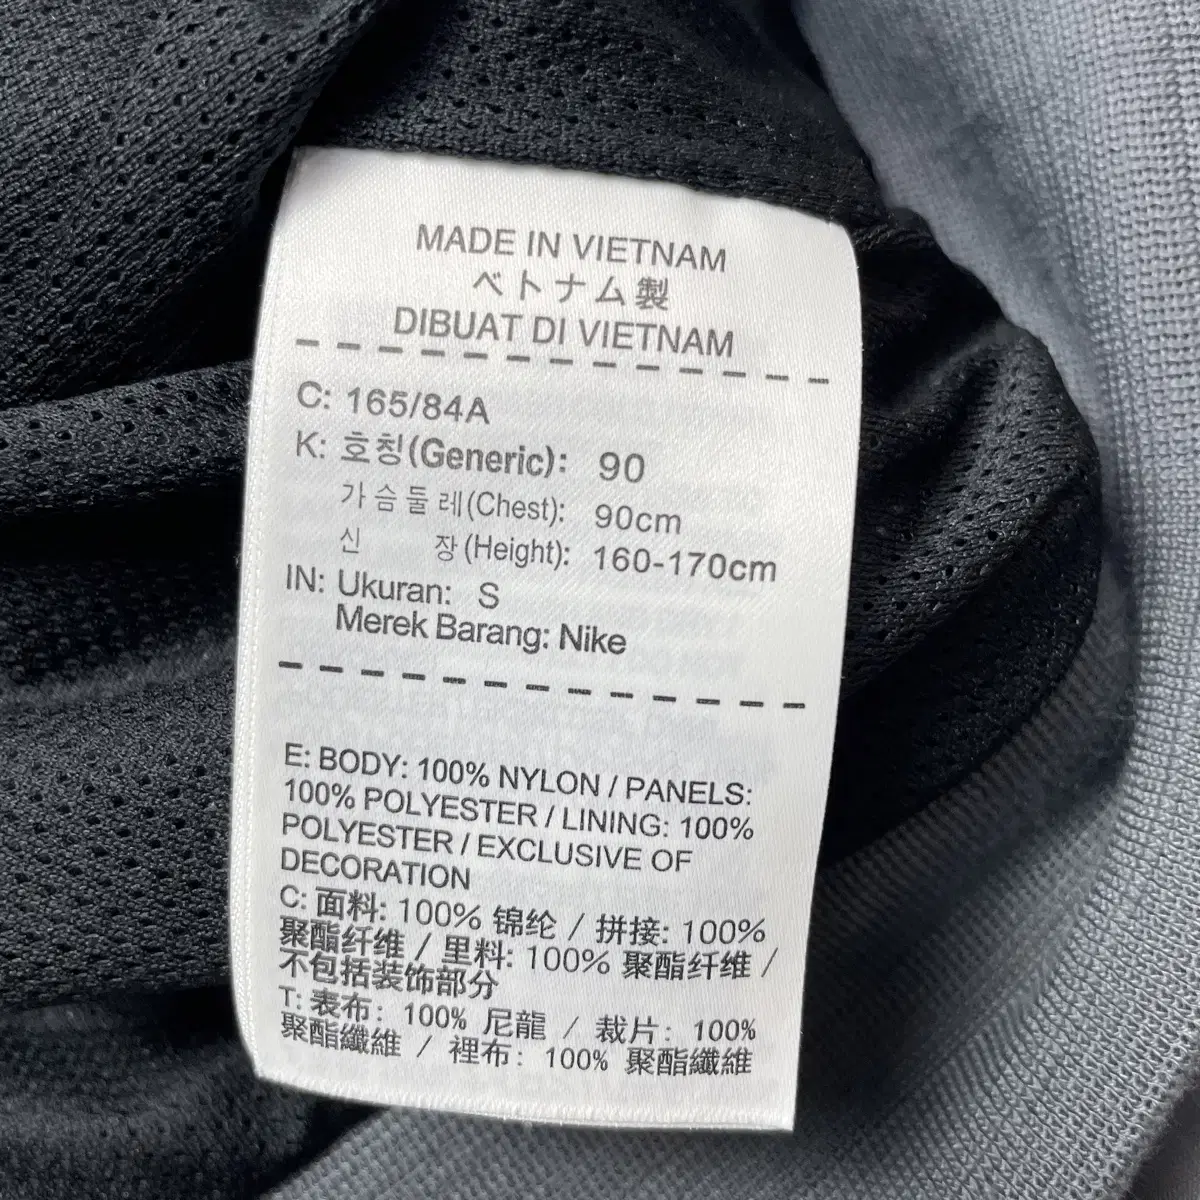 MADE IN VIETNAM
ベトナム製
DIBUAT DI VIETNAM
C: 165/84A
K: 호칭(Generic): 90
가슴둘레(Chest): 90cm
신 장(Height): 160-170cm
IN: Ukuran: S
Merek Barang: Nike
E: BODY: 100% NYLON / PANELS:
100% POLYESTER / LINING: 100%
POLYESTER / EXCLUSIVE OF
DECORATION
C: 面料: 100% 锦纶 / 拼接: 100%
聚酯纤维 / 里料: 100% 聚酯纤维 /
不包括装饰部分
T: 表布: 100% 尼龍 / 裁片: 100%
聚酯纖維 / 裡布: 100% 聚酯纖維